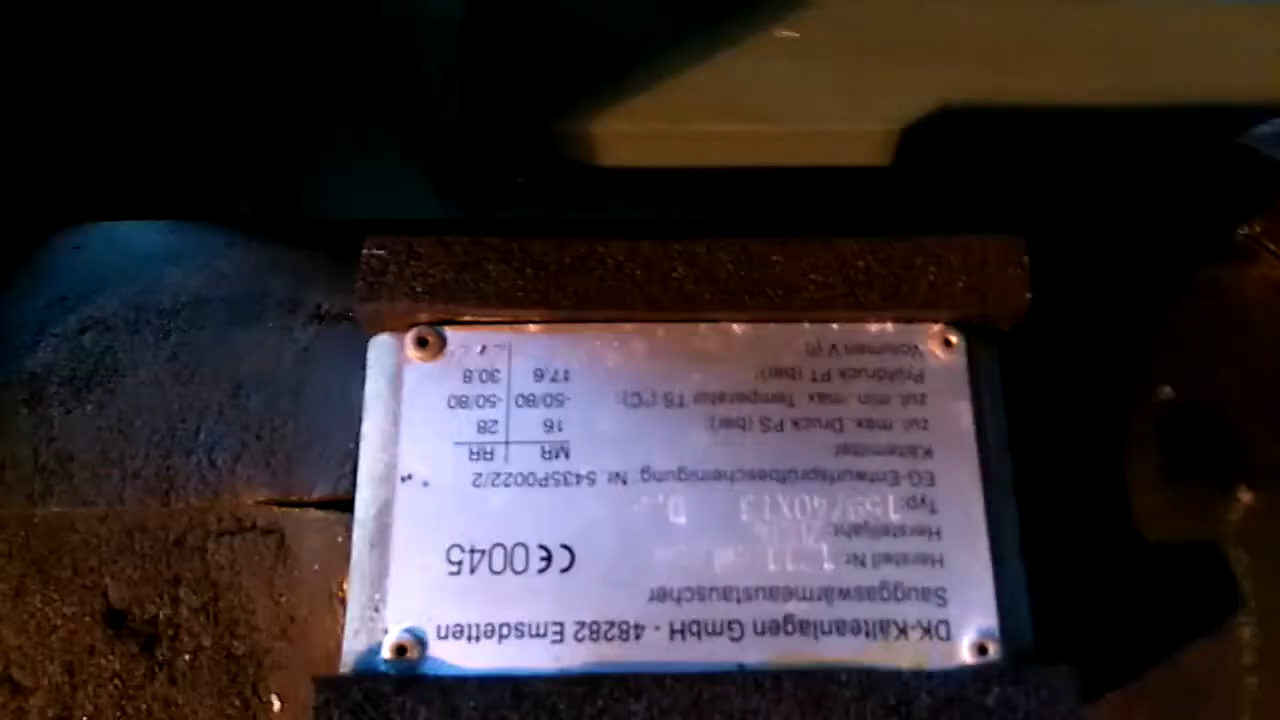 DK-Kälteanlagen GmbH - 48282 Emsdetten
Sauggaswärmeaustauscher
Herstell Nr.: CE0045
Herstelljahr
Typ:
EG-Entwurfsprüfbescheinigung: Nr. 5435P0022/2
Kältemittel MR RR
zul. max. Druck PS (bar) 16 28
zul. min./max. Temperatur TS (°C): -50/80 -50/80
Prüfdruck PT (bar): 17.6 30.8
Volumen V (l)